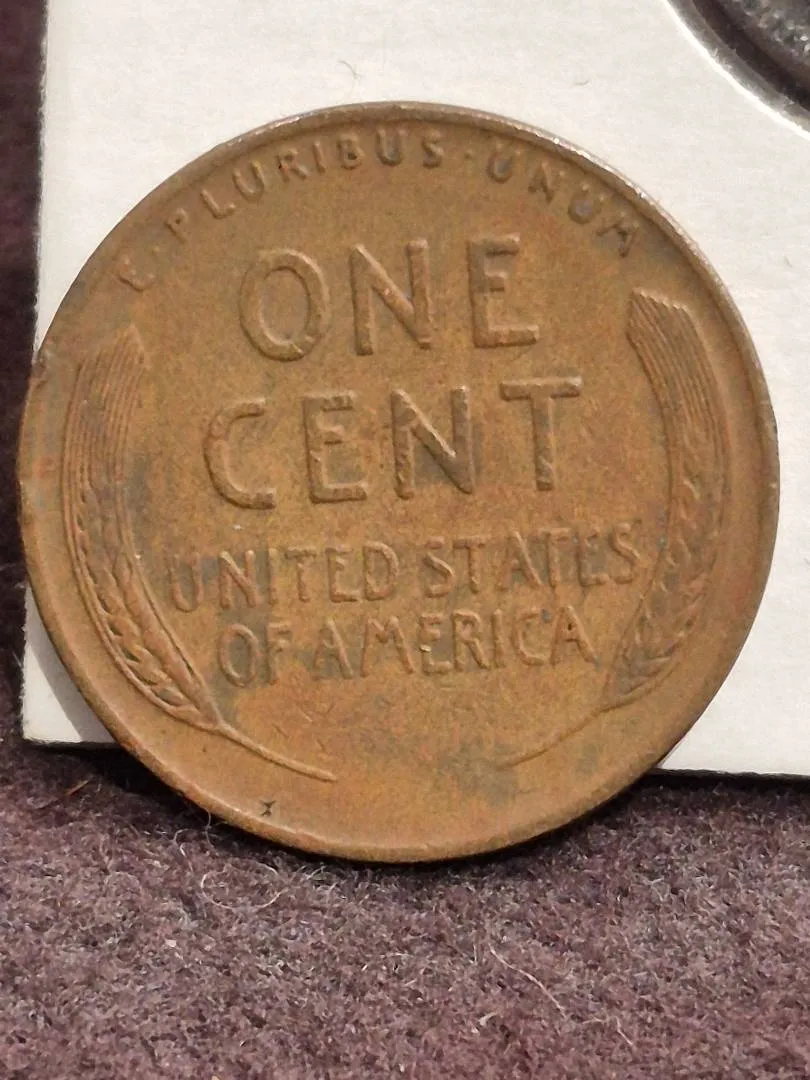 E·PLURIBUS·UNUM
ONE
CENT
UNITED STATES
OF AMERICA